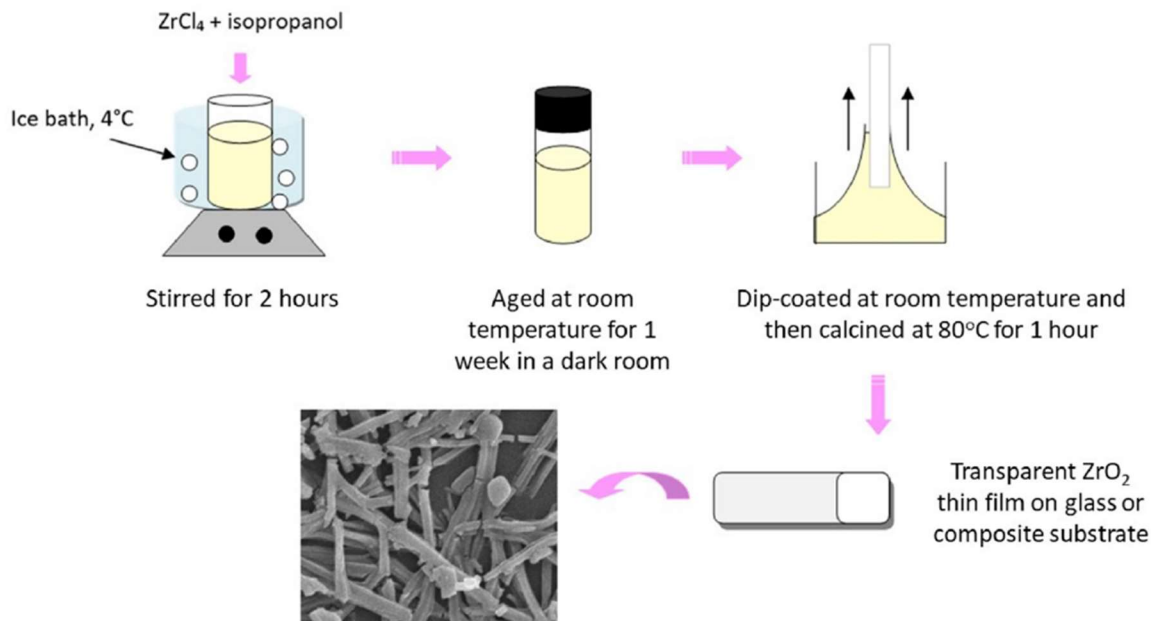 ZrCl₄ + isopropanol
Ice bath, 4°C
Stirred for 2 hours
Aged at room
temperature for 1
week in a dark room
Dip-coated at room temperature and
then calcined at 80°C for 1 hour
Transparent ZrO₂
thin film on glass or
composite substrate